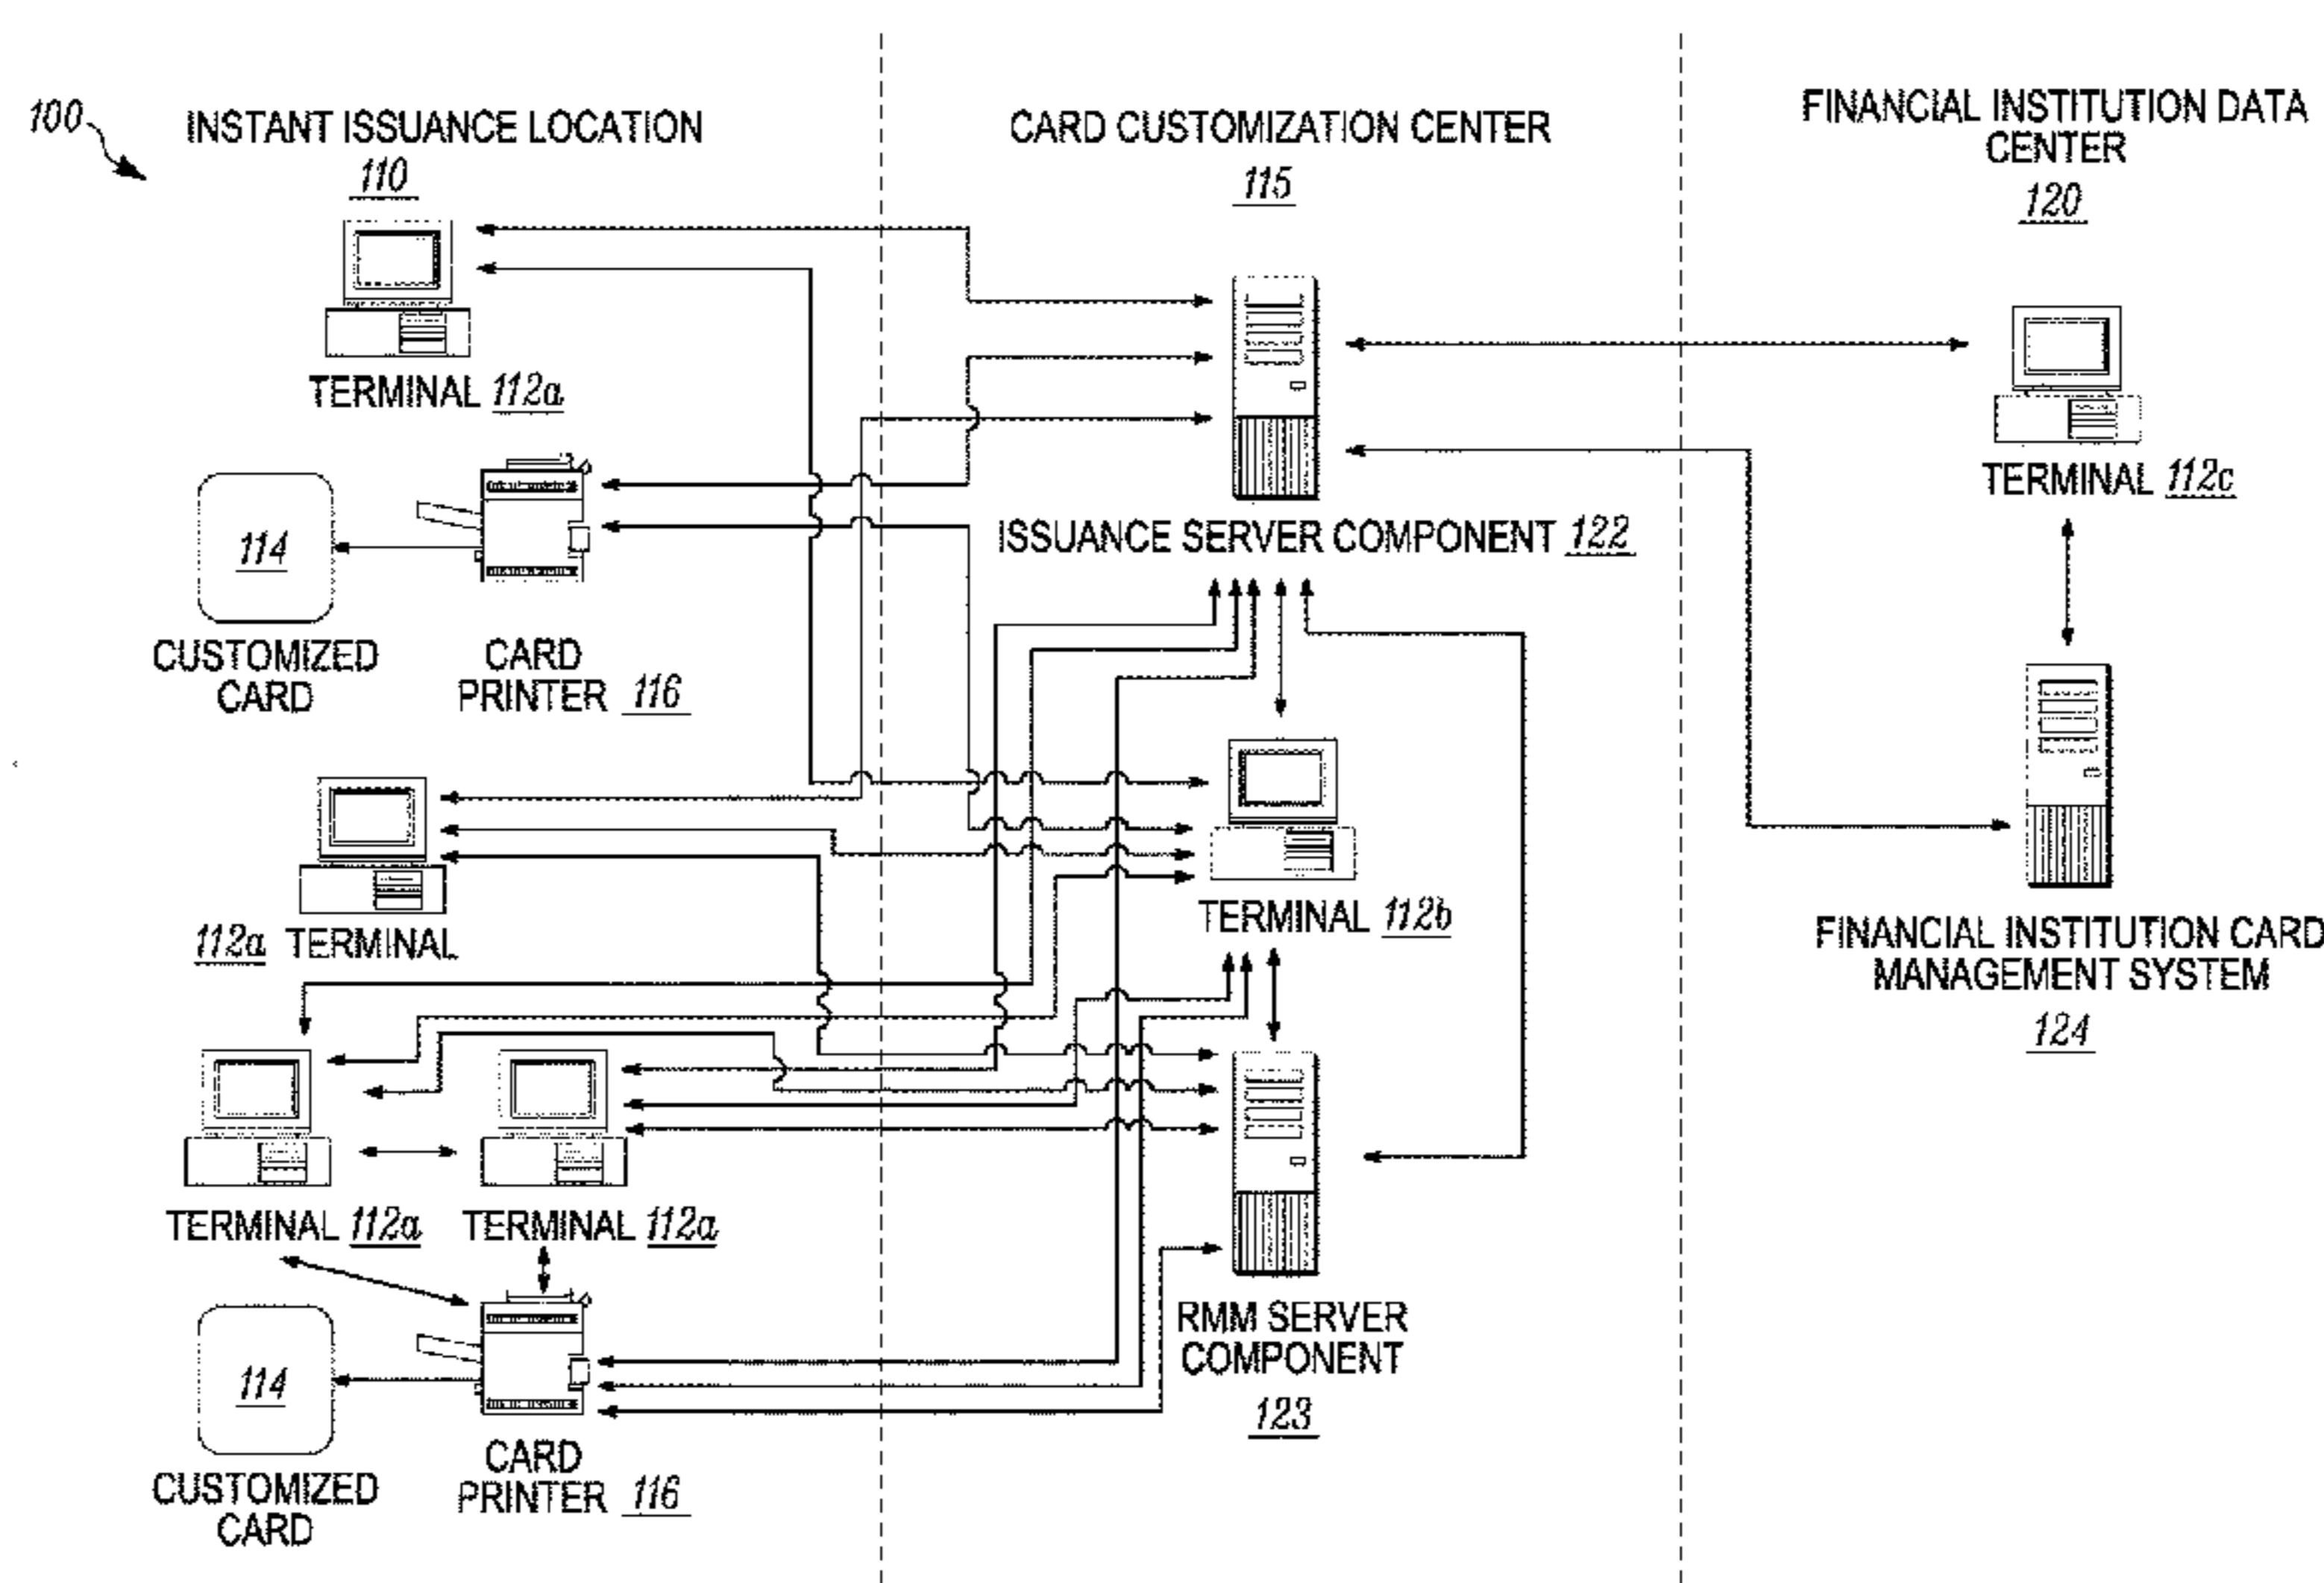 100
INSTANT ISSUANCE LOCATION
110
CARD CUSTOMIZATION CENTER
115
FINANCIAL INSTITUTION DATA
CENTER
120
TERMINAL 112a
TERMINAL 112c
114
CUSTOMIZED
CARD
CARD
PRINTER 116
ISSUANCE SERVER COMPONENT 122
112a TERMINAL
TERMINAL 112b
FINANCIAL INSTITUTION CARD
MANAGEMENT SYSTEM
124
TERMINAL 112a
TERMINAL 112a
114
CUSTOMIZED
CARD
CARD
PRINTER 116
RMM SERVER
COMPONENT
123